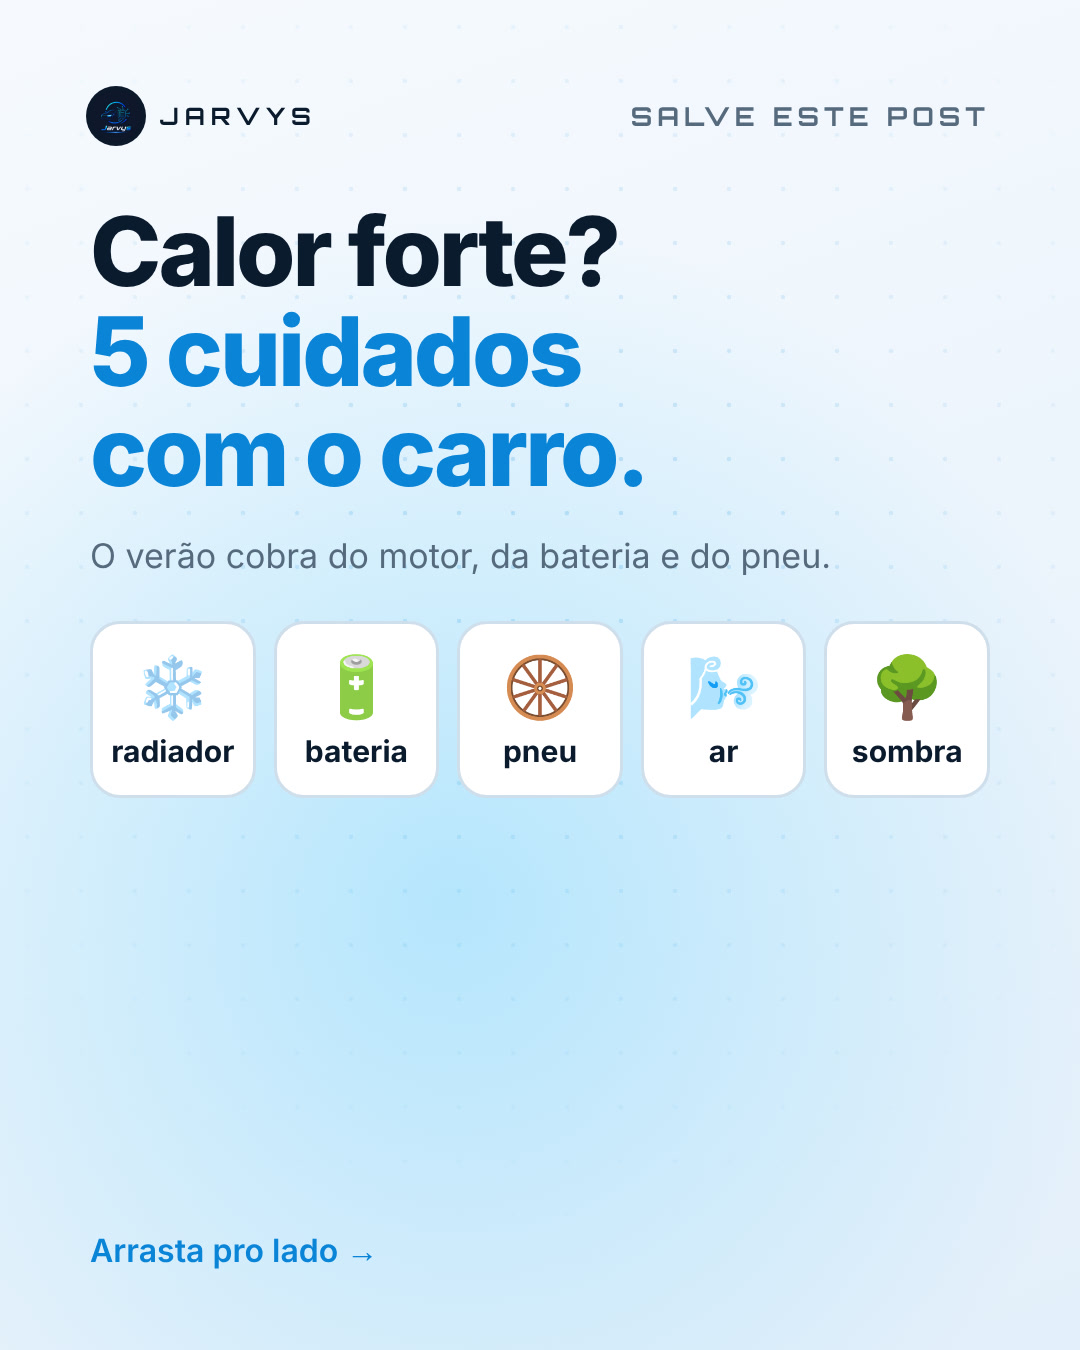 Jarvys
JARVYS
SALVE ESTE POST
Calor forte?
5 cuidados
com o carro.
O verão cobra do motor, da bateria e do pneu.
radiador
bateria
pneu
ar
sombra
Arrasta pro lado →